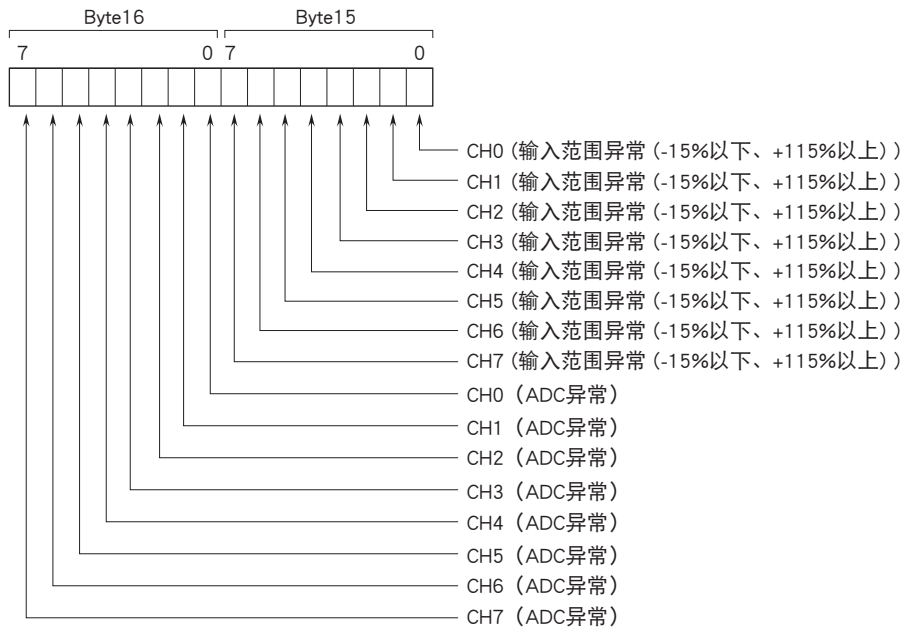 Byte16 Byte15
7 0 7 0
CH0 (输入范围异常 (-15%以下、+115%以上) )
CH1 (输入范围异常 (-15%以下、+115%以上) )
CH2 (输入范围异常 (-15%以下、+115%以上) )
CH3 (输入范围异常 (-15%以下、+115%以上) )
CH4 (输入范围异常 (-15%以下、+115%以上) )
CH5 (输入范围异常 (-15%以下、+115%以上) )
CH6 (输入范围异常 (-15%以下、+115%以上) )
CH7 (输入范围异常 (-15%以下、+115%以上) )
CH0（ADC异常）
CH1（ADC异常）
CH2（ADC异常）
CH3（ADC异常）
CH4（ADC异常）
CH5（ADC异常）
CH6（ADC异常）
CH7（ADC异常）